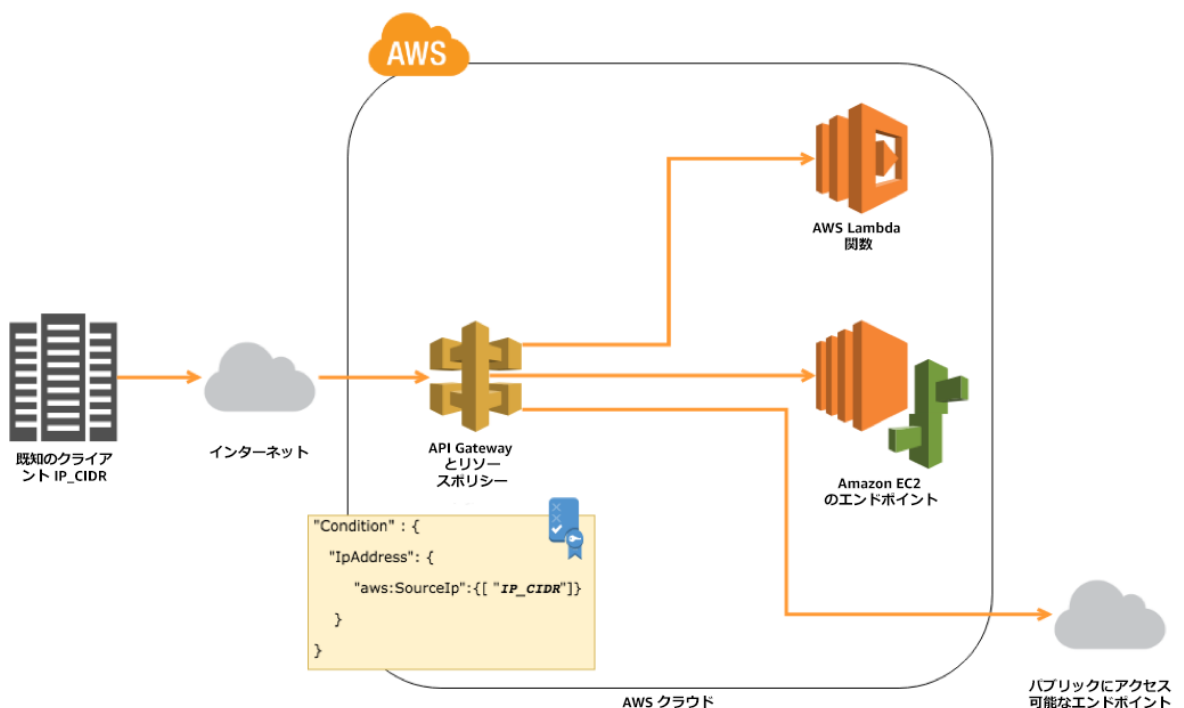 AWS
AWS Lambda
関数
既知のクライア
ント IP_CIDR
インターネット
API Gateway
とリソー
スポリシー
Amazon EC2
のエンドポイント
"Condition" : {
"IpAddress": {
"aws:SourceIp":{[ "IP_CIDR"]}
}
}
パブリックにアクセス
可能なエンドポイント
AWS クラウド